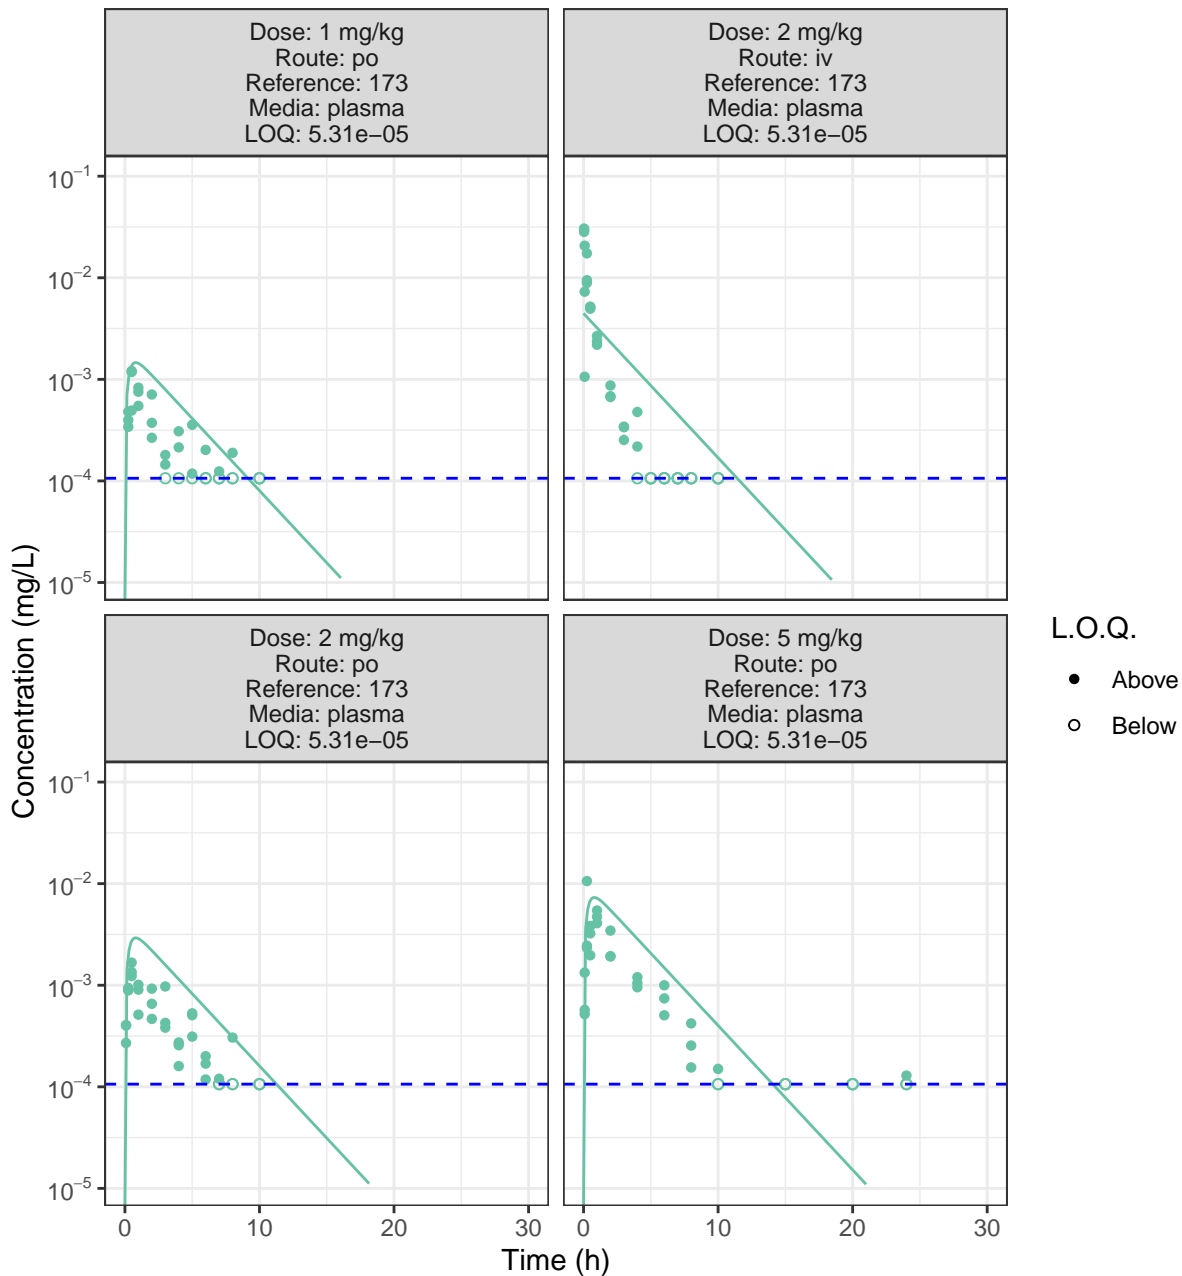 Dose: 1 mg/kg
Route: po
Reference: 173
Media: plasma
LOQ: 5.31e−05
Dose: 2 mg/kg
Route: iv
Reference: 173
Media: plasma
LOQ: 5.31e−05
10⁻¹
10⁻²
10⁻³
10⁻⁴
10⁻⁵
Dose: 2 mg/kg
Route: po
Reference: 173
Media: plasma
LOQ: 5.31e−05
Dose: 5 mg/kg
Route: po
Reference: 173
Media: plasma
LOQ: 5.31e−05
10⁻¹
10⁻²
10⁻³
10⁻⁴
10⁻⁵
0 10 20 30
0 10 20 30
Time (h)
Concentration (mg/L)
L.O.Q.
Above
Below